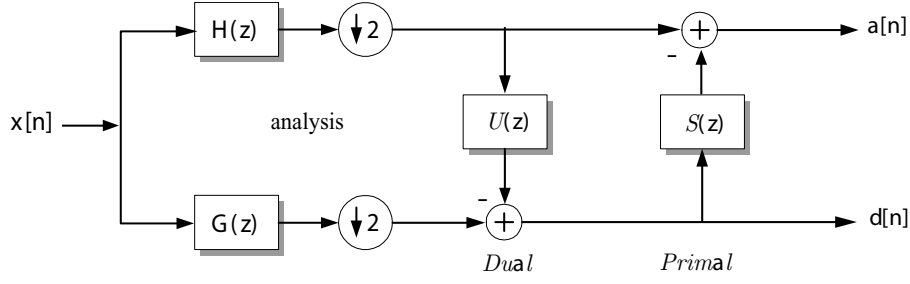 H(z)
↓2
+
a[n]
-
x[n]
analysis
U(z)
S(z)
-
G(z)
↓2
+
d[n]
Dual
Primal